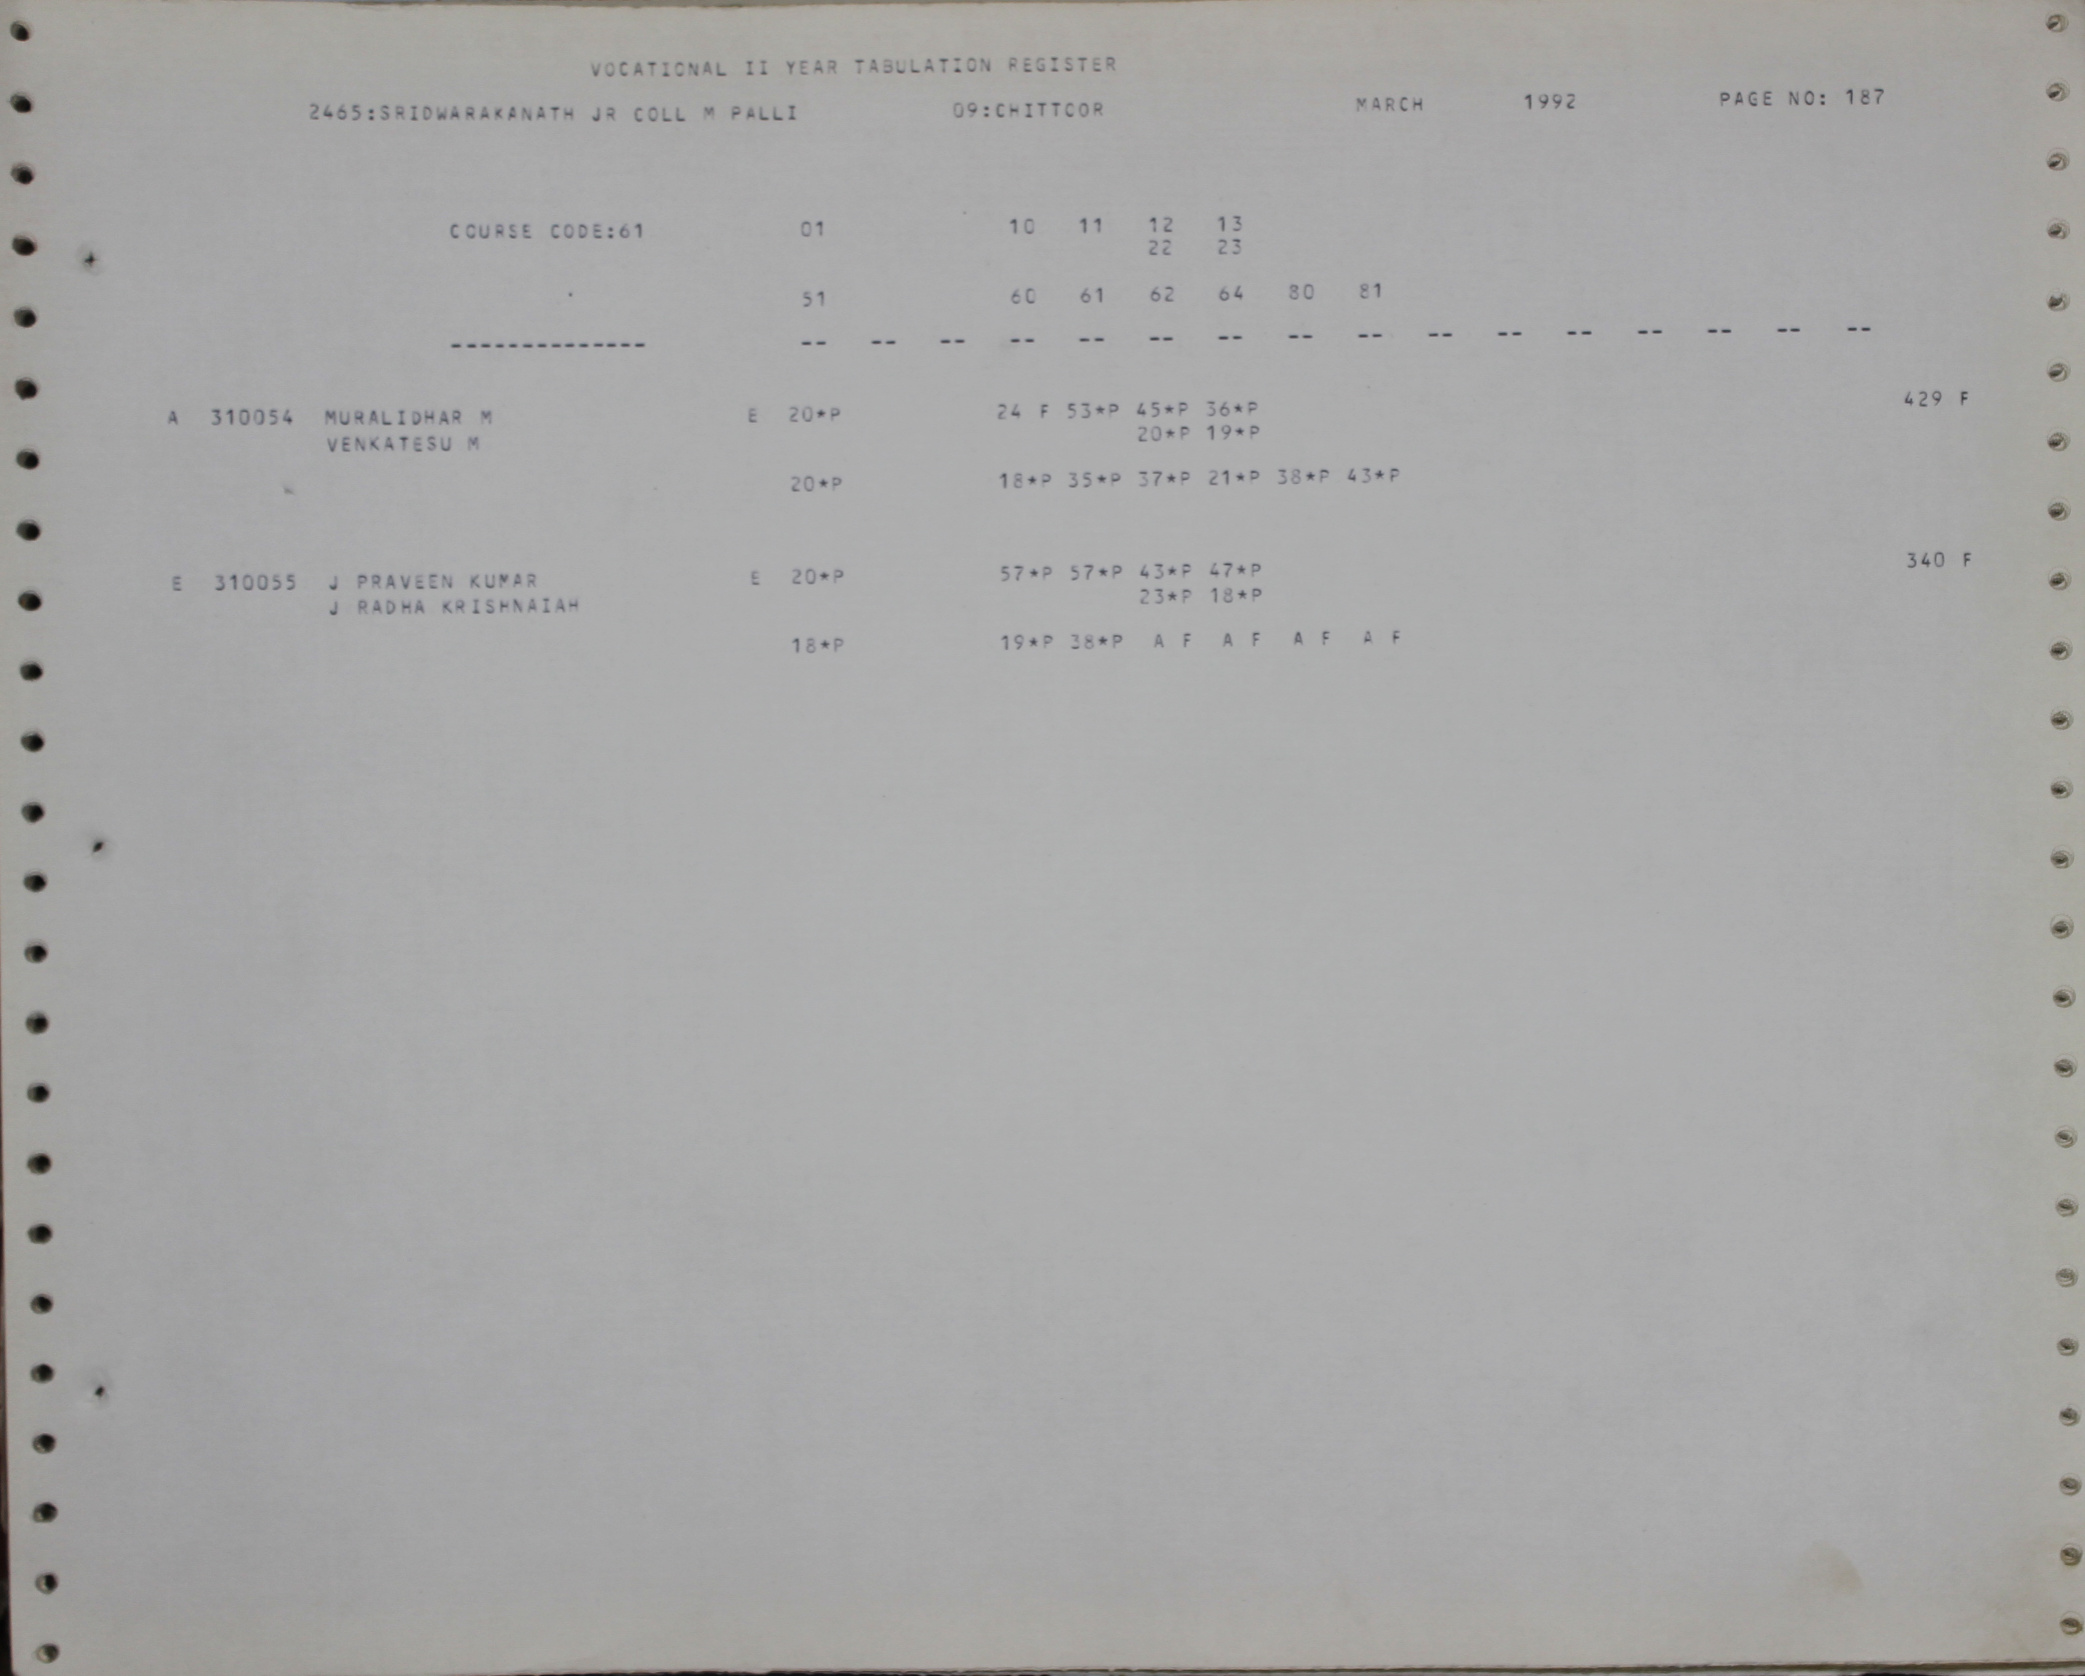 VOCATIONAL II YEAR TABULATION REGISTER
2465:SRIDWARAKANATH JR COLL M PALLI 09:CHITTCOR MARCH 1992 PAGE NO: 187
COURSE CODE:61 01 10 11 12 13
22 23
51 60 61 62 64 80 81
-------------- -- -- -- -- -- -- -- -- -- -- -- -- -- -- -- --
A 310054 MURALIDHAR M E 20*P 24 F 53*P 45*P 36*P 429 F
VENKATESU M 20*P 19*P
20*P 18*P 35*P 37*P 21*P 38*P 43*P
E 310055 J PRAVEEN KUMAR E 20*P 57*P 57*P 43*P 47*P 340 F
J RADHA KRISHNAIAH 23*P 18*P
18*P 19*P 38*P A F A F A F A F